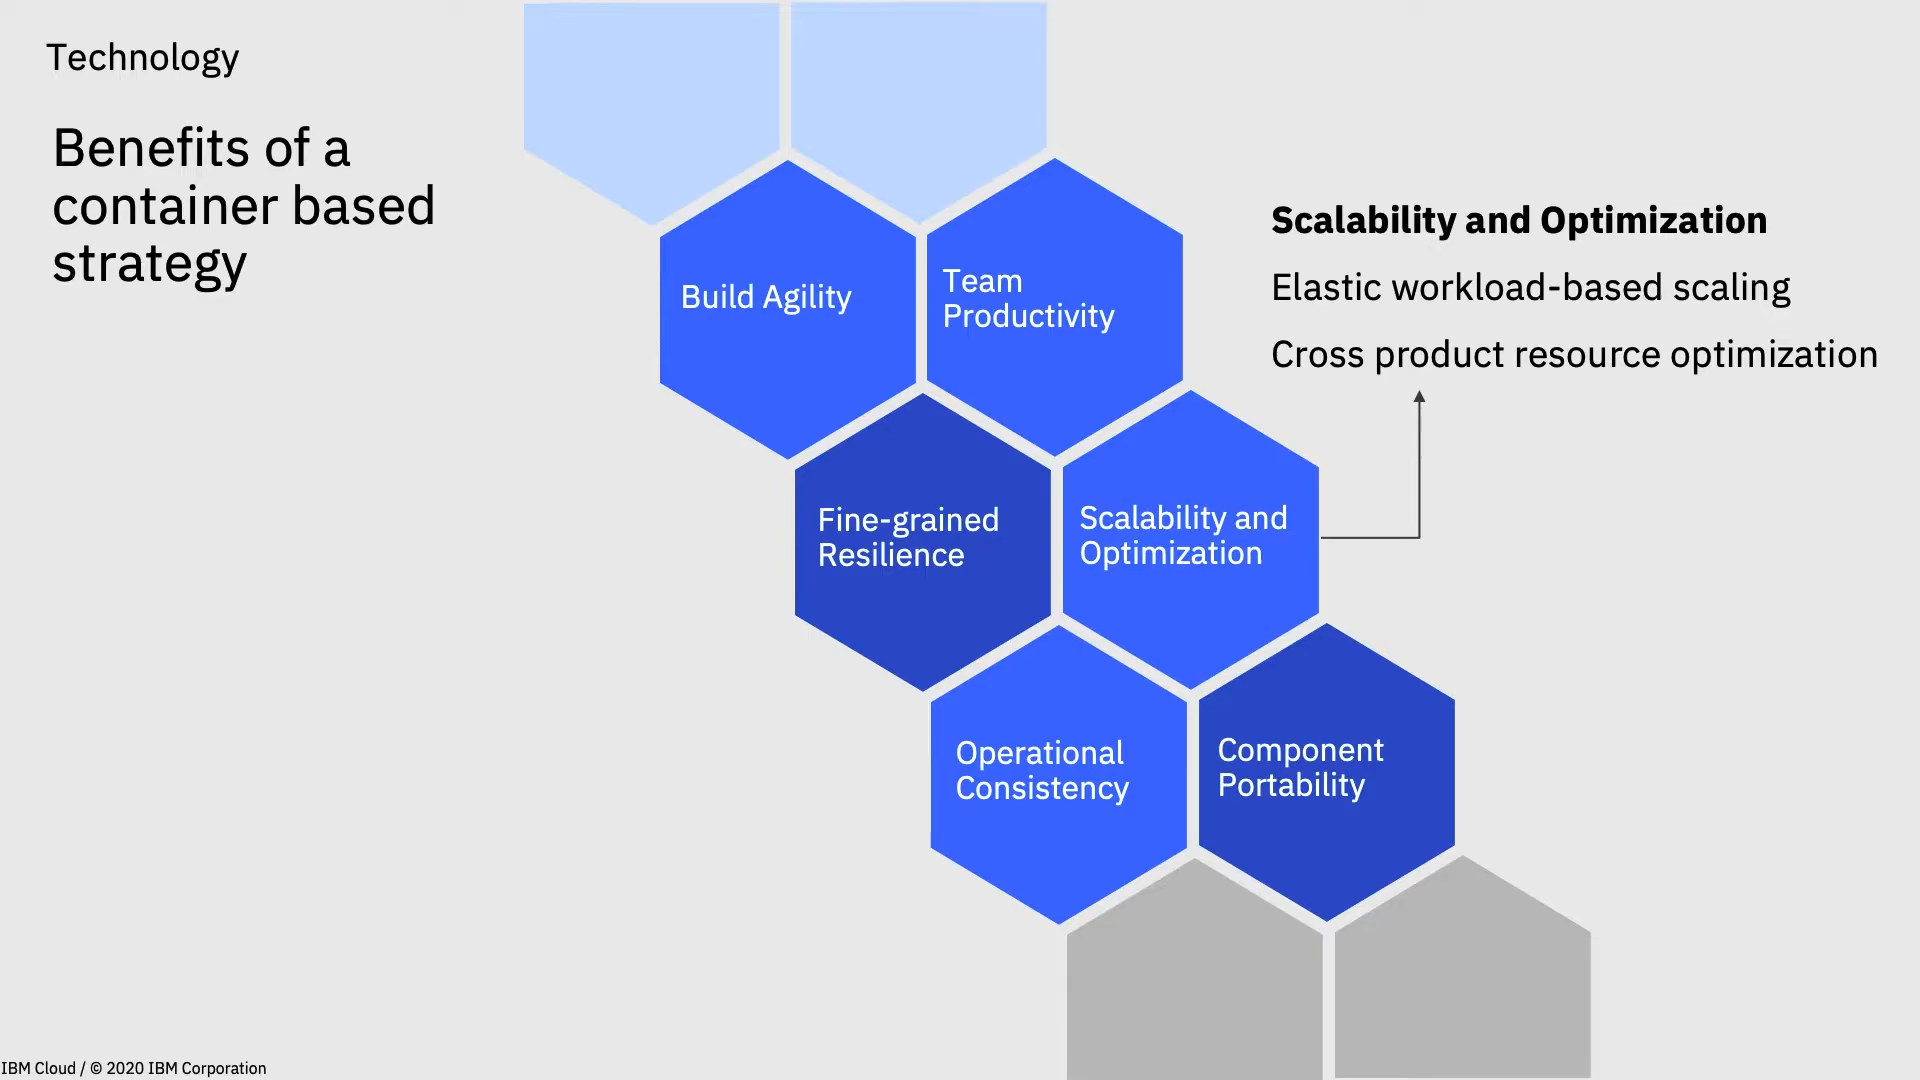 Technology
Benefits of a
container based
strategy
Build Agility
Team
Productivity
Scalability and Optimization
Elastic workload-based scaling
Cross product resource optimization
Fine-grained
Resilience
Scalability and
Optimization
Operational
Consistency
Component
Portability
IBM Cloud / © 2020 IBM Corporation